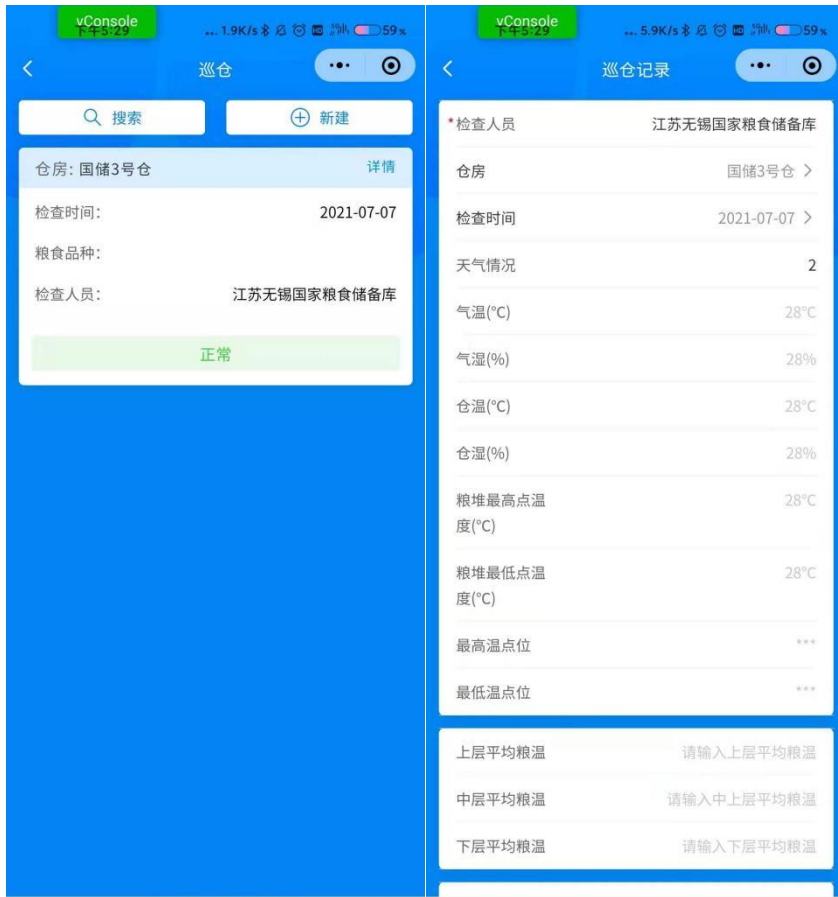 vConsole
下午5:29
... 1.9K/s
59%
巡仓
搜索
新建
仓房: 国储3号仓
详情
检查时间:
2021-07-07
粮食品种:
检查人员:
江苏无锡国家粮食储备库
正常
vConsole
下午5:29
... 5.9K/s
59%
巡仓记录
*检查人员
江苏无锡国家粮食储备库
仓房
国储3号仓
检查时间
2021-07-07
天气情况
2
气温(°C)
28°C
气湿(%)
28%
仓温(°C)
28°C
仓湿(%)
28%
粮堆最高点温
度(°C)
28°C
粮堆最低点温
度(°C)
28°C
最高温点位
***
最低温点位
***
上层平均粮温
请输入上层平均粮温
中层平均粮温
请输入中上层平均粮温
下层平均粮温
请输入下层平均粮温